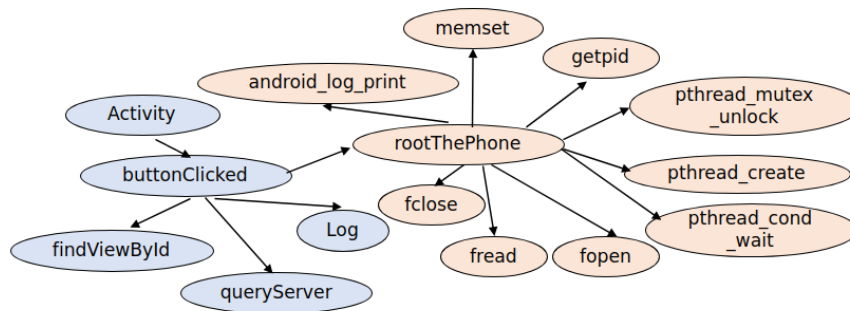 memset
getpid
android_log_print
pthread_mutex
_unlock
Activity
rootThePhone
buttonClicked
pthread_create
fclose
pthread_cond
_wait
Log
findViewById
fread
fopen
queryServer